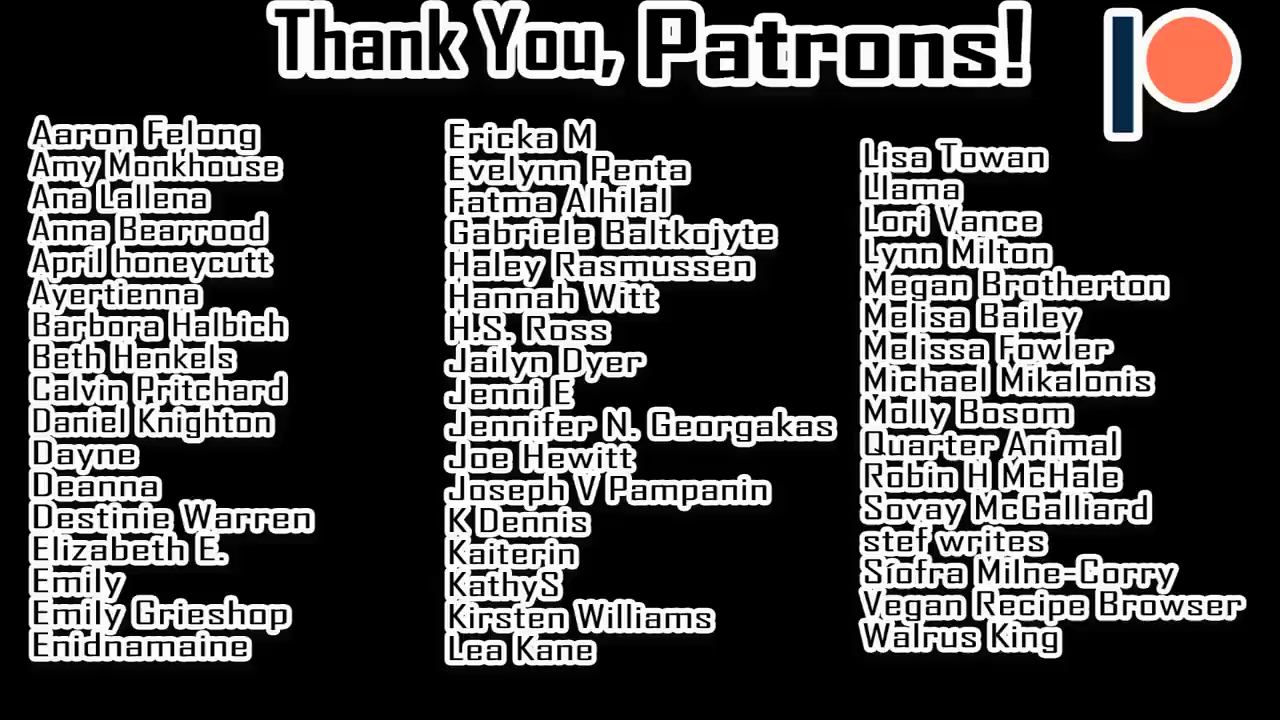 Thank You, Patrons!
Aaron Felong
Amy Monkhouse
Ana Lallena
Anna Bearrood
April honeycutt
Ayertienna
Barbora Halbich
Beth Henkels
Calvin Pritchard
Daniel Knighton
Dayne
Deanna
Destinie Warren
Elizabeth E.
Emily
Emily Grieshop
Enidnamaine
Ericka M
Evelynn Penta
Fatma Alhilal
Gabriele Baltkojyte
Haley Rasmussen
Hannah Witt
H.S. Ross
Jailyn Dyer
Jenni E
Jennifer N. Georgakas
Joe Hewitt
Joseph V Pampanin
K Dennis
Kaiterin
KathyS
Kirsten Williams
Lea Kane
Lisa Towan
Llama
Lori Vance
Lynn Milton
Megan Brotherton
Melisa Bailey
Melissa Fowler
Michael Mikalonis
Molly Bosom
Quarter Animal
Robin H McHale
Sovay McGalliard
stef writes
Síofra Milne-Corry
Vegan Recipe Browser
Walrus King